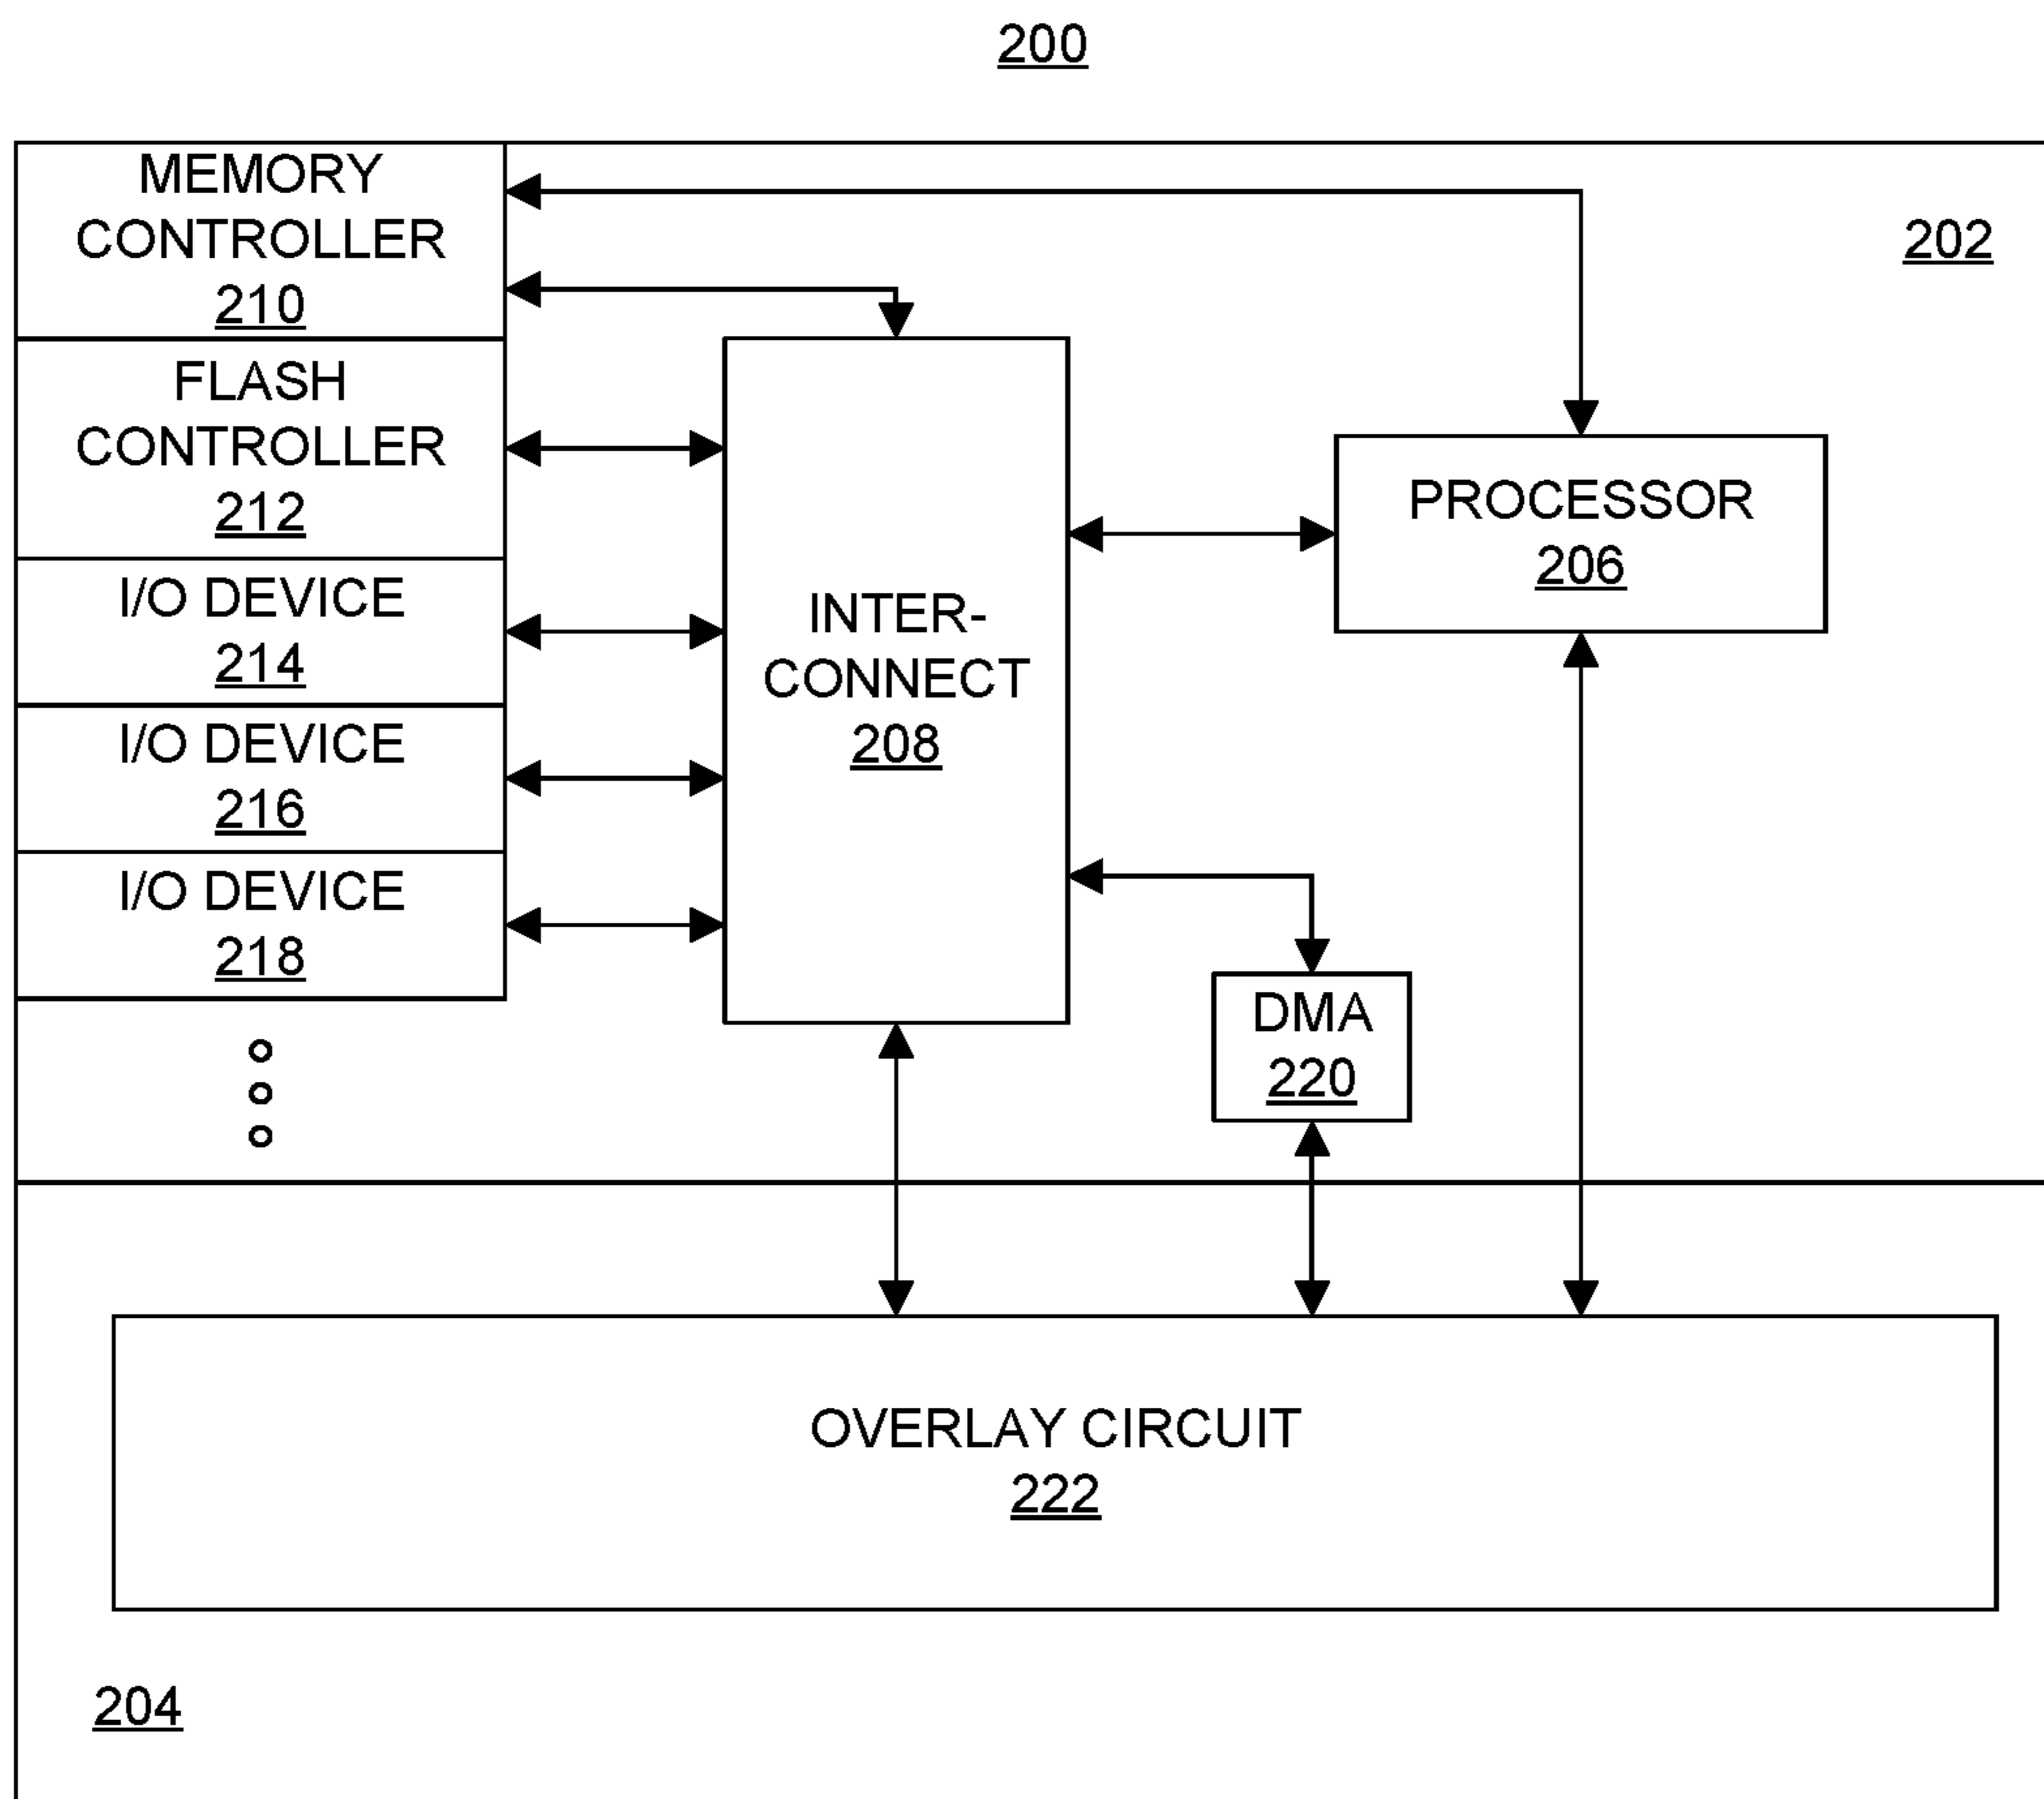 200
MEMORY
CONTROLLER
210
202
FLASH
CONTROLLER
212
I/O DEVICE
214
I/O DEVICE
216
I/O DEVICE
218
INTER-
CONNECT
208
PROCESSOR
206
DMA
220
OVERLAY CIRCUIT
222
204